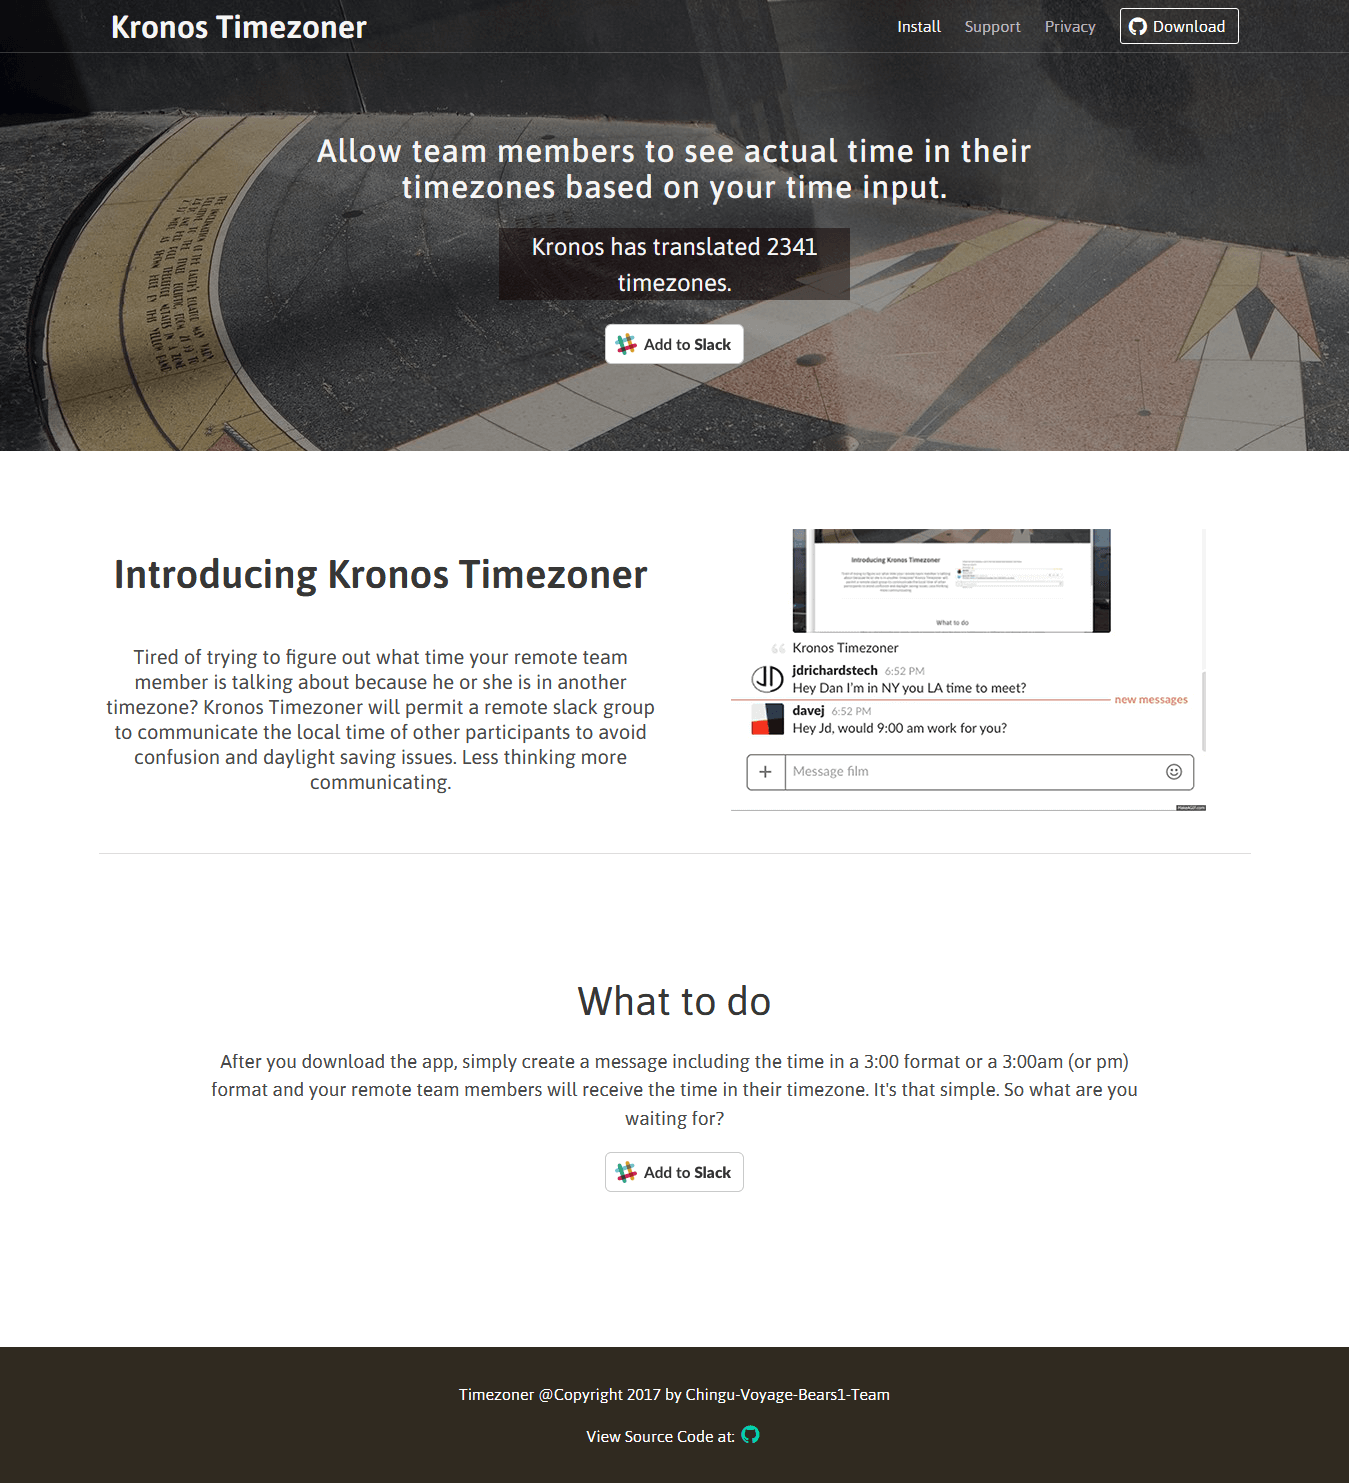 Kronos Timezoner
Install Support Privacy Download
Allow team members to see actual time in their
timezones based on your time input.
Kronos has translated 2341
timezones.
Add to Slack
Introducing Kronos Timezoner
Tired of trying to figure out what time your remote team
member is talking about because he or she is in another
timezone? Kronos Timezoner will permit a remote slack group
to communicate the local time of other participants to avoid
confusion and daylight saving issues. Less thinking more
communicating.
Introducing Kronos Timezoner
What to do
Kronos Timezoner
jdrichardstech 6:52 PM
Hey Dan I'm in NY you LA time to meet?
new messages
davej 6:52 PM
Hey Jd, would 9:00 am work for you?
Message film
What to do
After you download the app, simply create a message including the time in a 3:00 format or a 3:00am (or pm)
format and your remote team members will receive the time in their timezone. It's that simple. So what are you
waiting for?
Add to Slack
Timezoner @Copyright 2017 by Chingu-Voyage-Bears1-Team
View Source Code at: